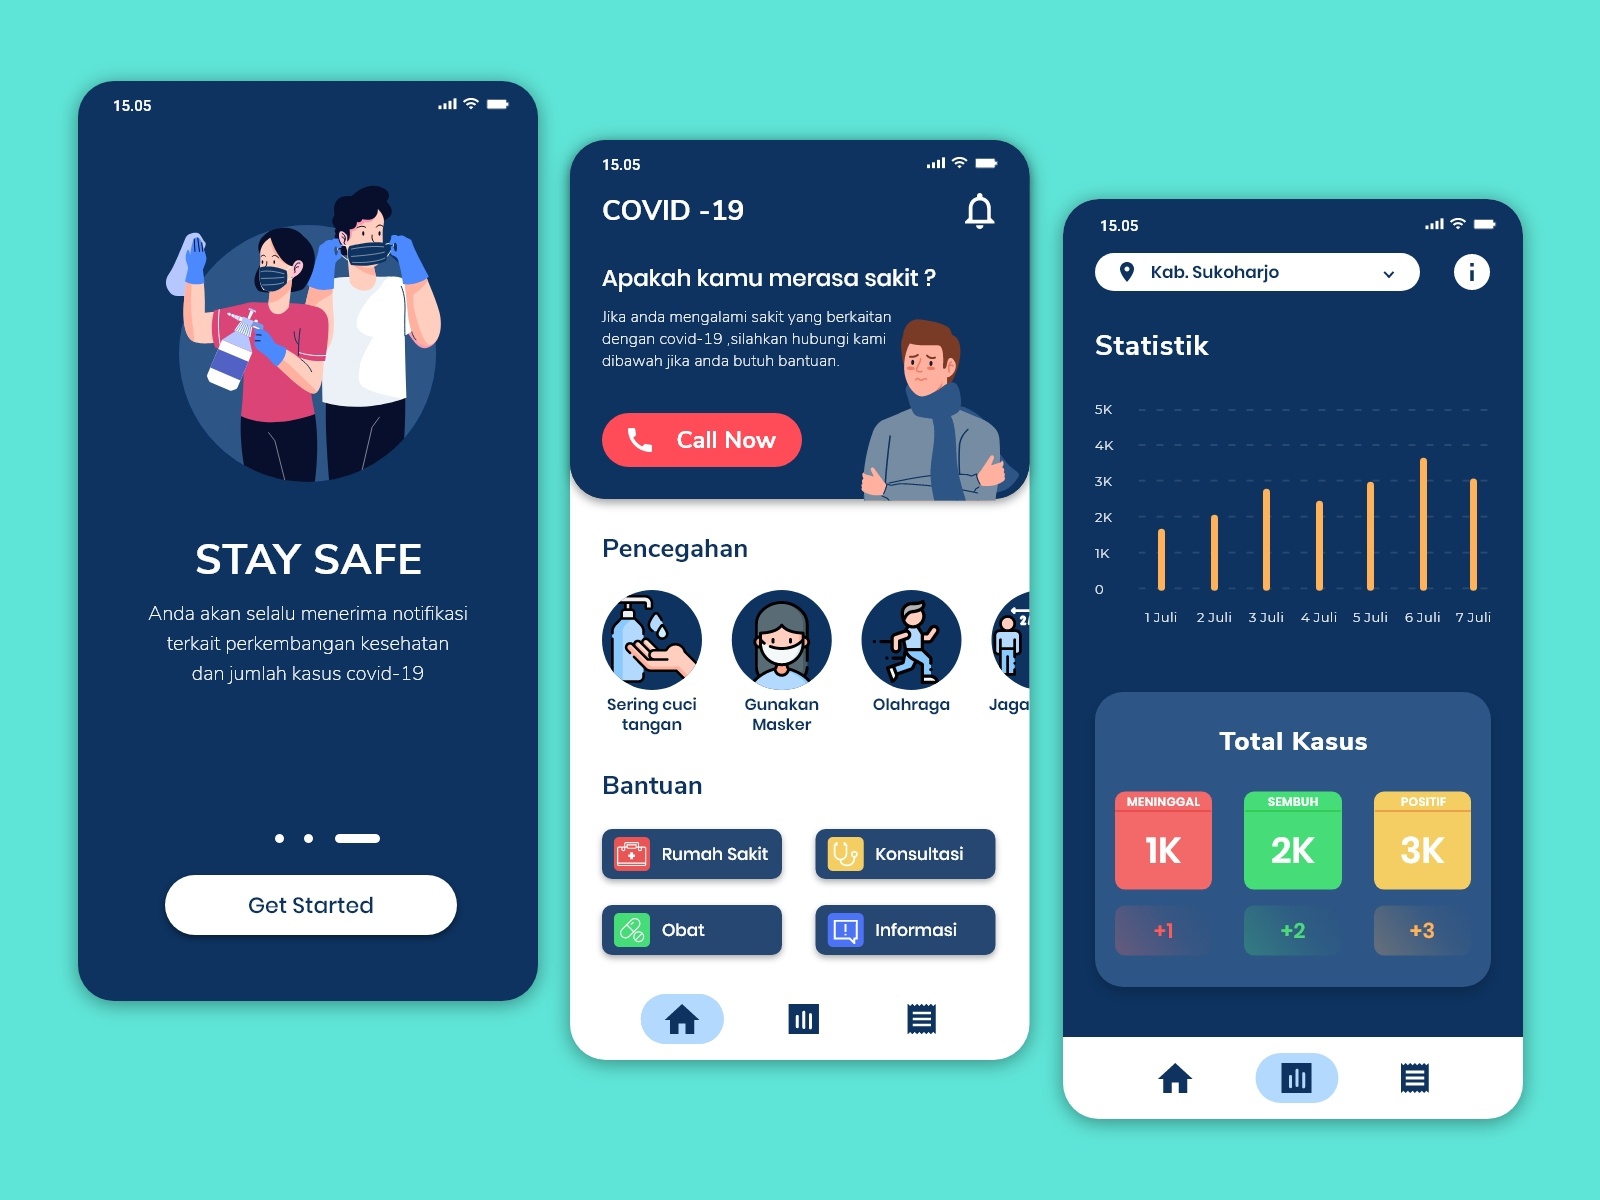 15.05
STAY SAFE
Anda akan selalu menerima notifikasi
terkait perkembangan kesehatan
dan jumlah kasus covid-19
Get Started
15.05
COVID -19
Apakah kamu merasa sakit ?
Jika anda mengalami sakit yang berkaitan
dengan covid-19 ,silahkan hubungi kami
dibawah jika anda butuh bantuan.
Call Now
Pencegahan
Sering cuci
tangan
Gunakan
Masker
Olahraga
Jaga
Bantuan
Rumah Sakit
Konsultasi
Obat
Informasi
15.05
Kab. Sukoharjo
Statistik
5K
4K
3K
2K
1K
0
1 Juli 2 Juli 3 Juli 4 Juli 5 Juli 6 Juli 7 Juli
Total Kasus
MENINGGAL
1K
+1
SEMBUH
2K
+2
POSITIF
3K
+3